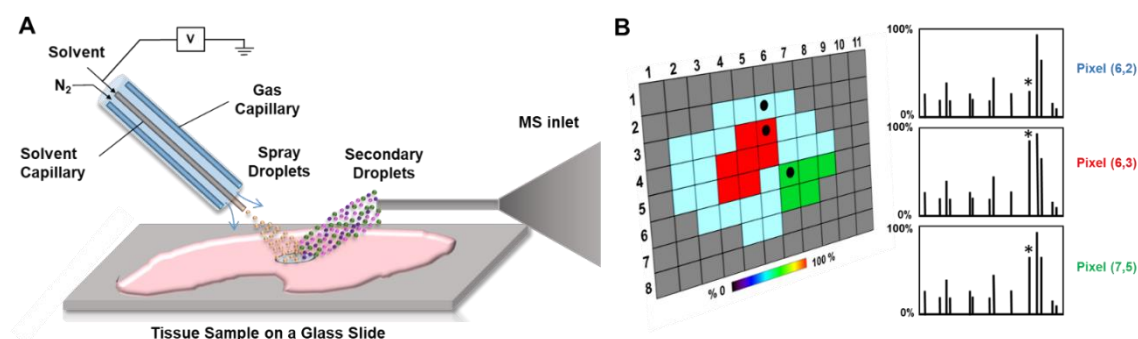 A
Solvent
V
N2
Gas
Capillary
Solvent
Capillary
Spray
Droplets
Secondary
Droplets
MS inlet
Tissue Sample on a Glass Slide
B
1 2 3 4 5 6 7 8 9 10 11
1
2
3
4
5
6
7
8
% 0 100 %
100%
*
0%
Pixel (6,2)
100%
*
0%
Pixel (6,3)
100%
*
0%
Pixel (7,5)